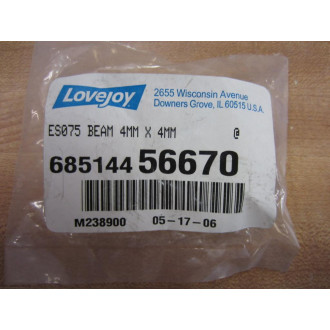 Lovejoy
2655 Wisconsin Avenue
Downers Grove, IL 60515 U.S.A.
ES075 BEAM 4MM X 4MM @
685144 56670
M238900 05-17-06